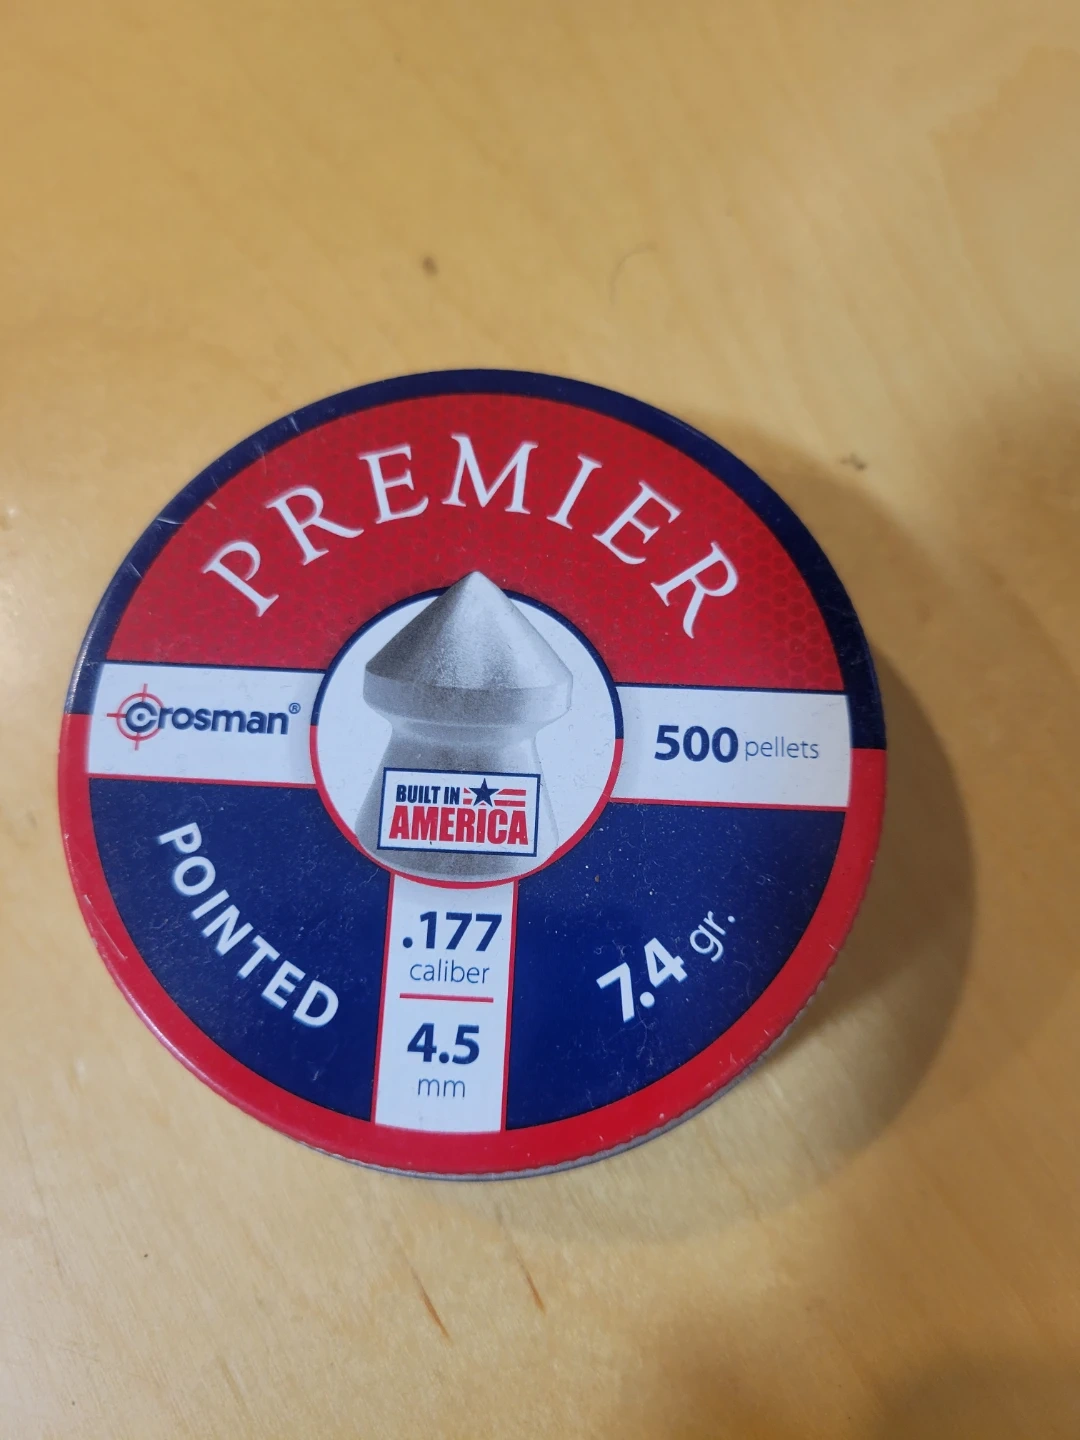 PREMIER
Crosman®
500 pellets
BUILT IN
AMERICA
POINTED
.177
caliber
4.5
mm
7.4 gr.